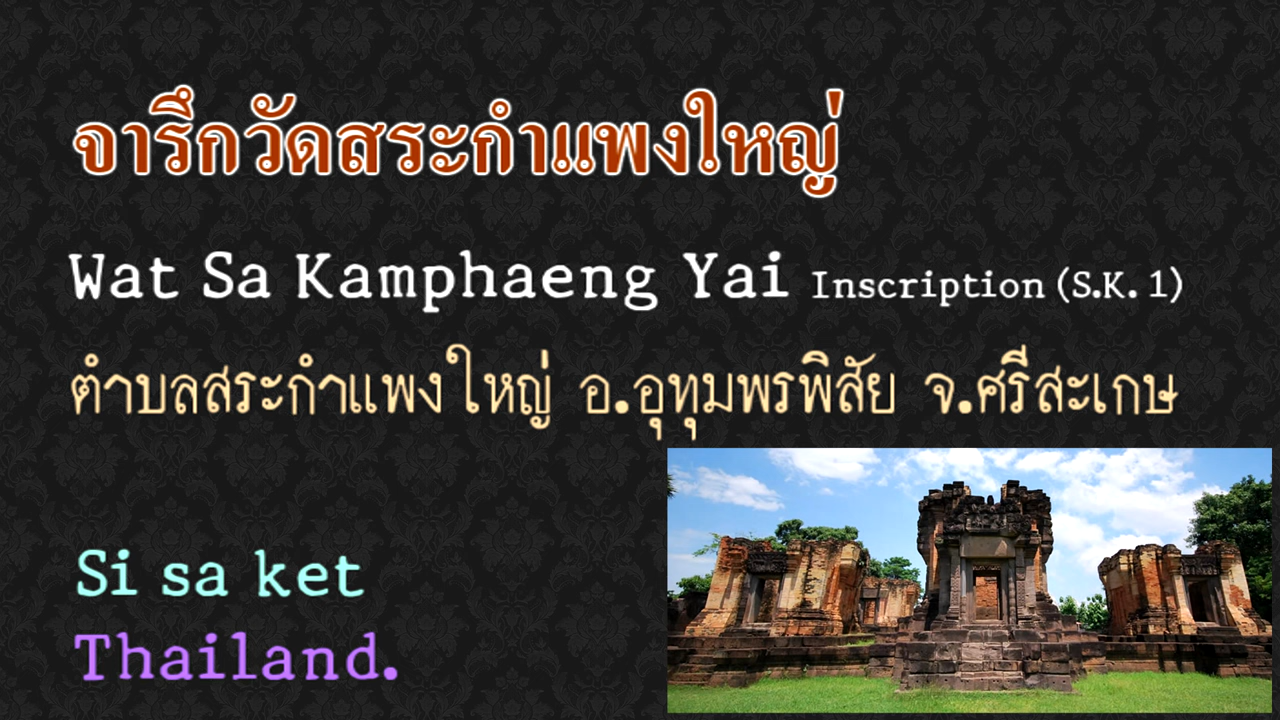 จารึกวัดสระกำแพงใหญ่
Wat Sa Kamphaeng Yai Inscription (S.K. 1)
ตำบลสระกำแพงใหญ่ อ.อุทุมพรพิสัย จ.ศรีสะเกษ
Si sa ket
Thailand.